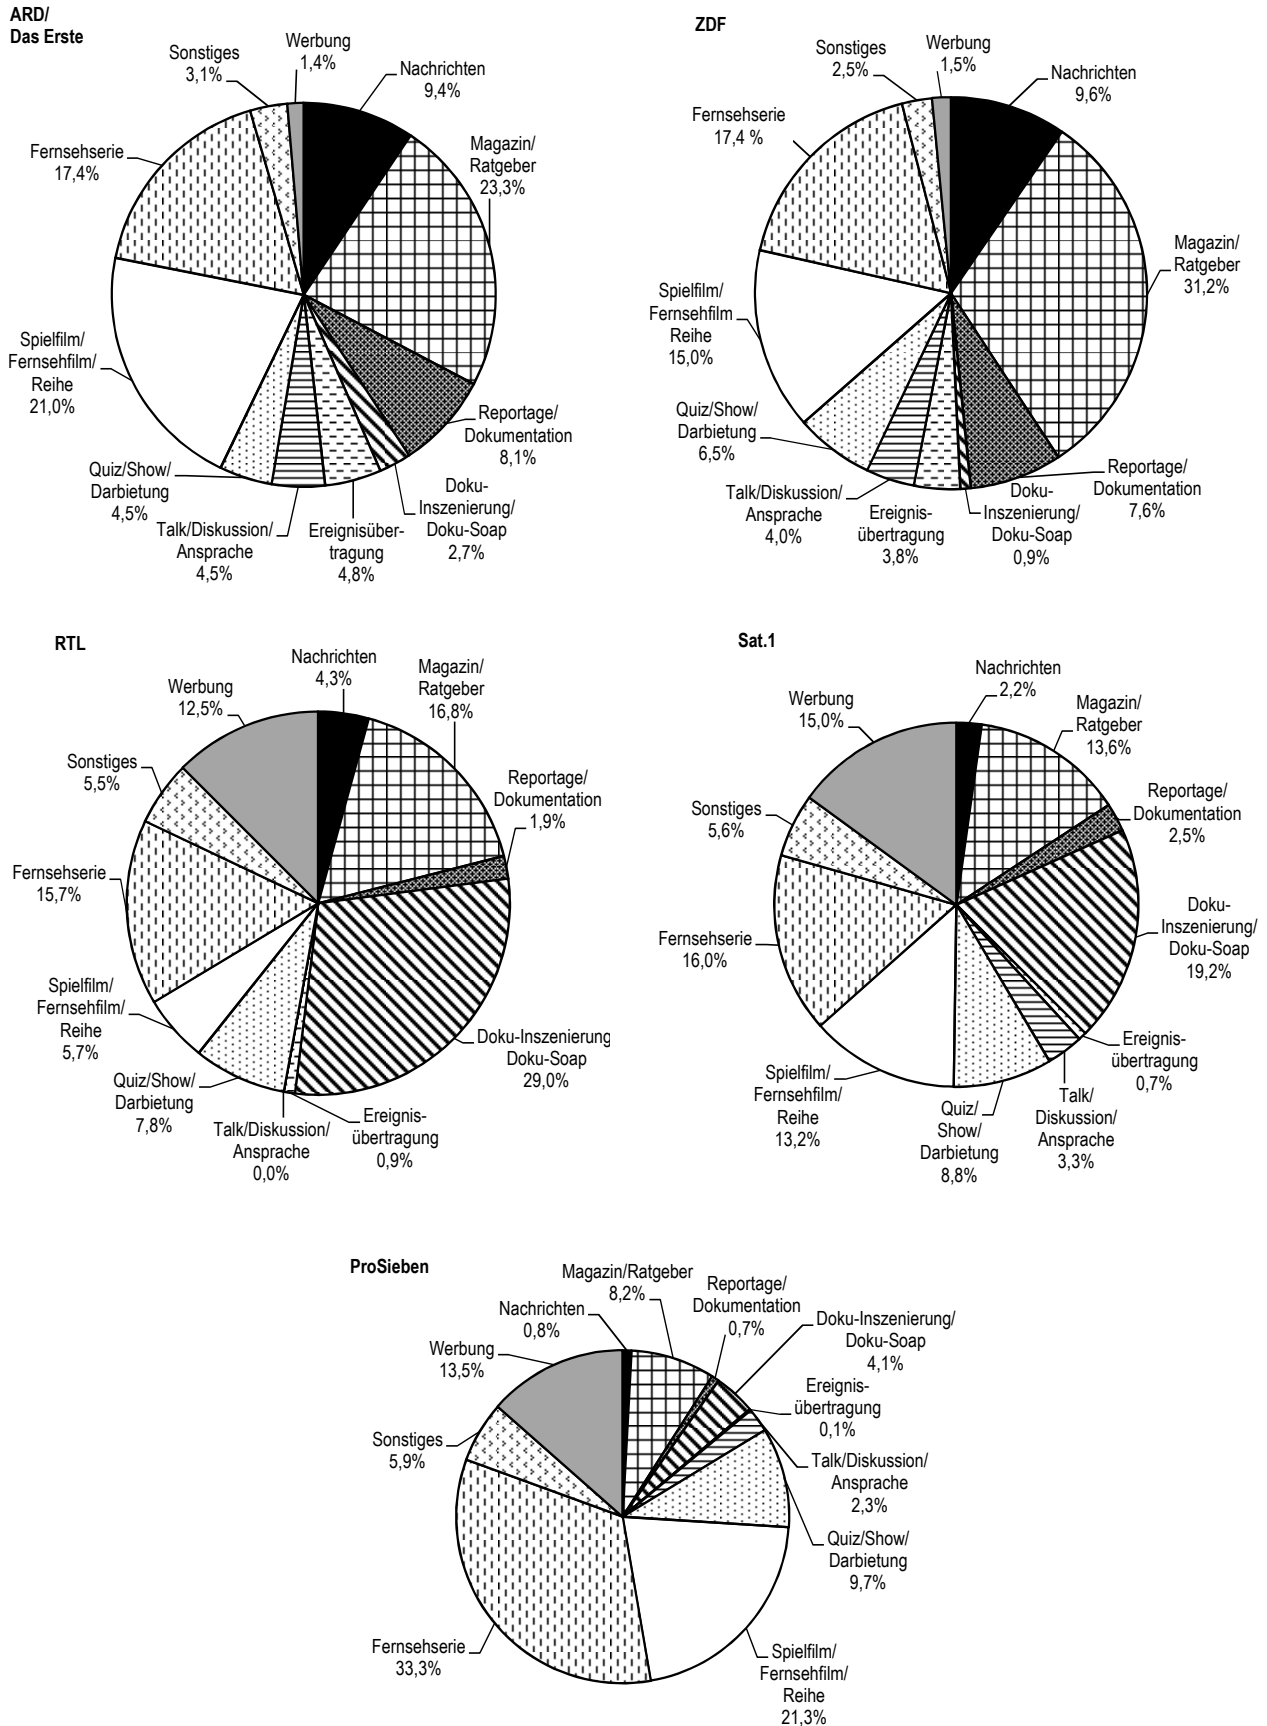 ARD/
Das Erste
Sonstiges
3,1%
Werbung
1,4%
Nachrichten
9,4%
Magazin/
Ratgeber
23,3%
Reportage/
Dokumentation
8,1%
Doku-
Inszenierung/
Doku-Soap
2,7%
Ereignisüber-
tragung
4,8%
Talk/Diskussion/
Ansprache
4,5%
Quiz/Show/
Darbietung
4,5%
Spielfilm/
Fernsehfilm/
Reihe
21,0%
Fernsehserie
17,4%
ZDF
Sonstiges
2,5%
Werbung
1,5%
Nachrichten
9,6%
Magazin/
Ratgeber
31,2%
Reportage/
Dokumentation
7,6%
Doku-
Inszenierung/
Doku-Soap
0,9%
Ereignis-
übertragung
3,8%
Talk/Diskussion/
Ansprache
4,0%
Quiz/Show/
Darbietung
6,5%
Spielfilm/
Fernsehfilm
Reihe
15,0%
Fernsehserie
17,4 %
RTL
Nachrichten
4,3%
Magazin/
Ratgeber
16,8%
Reportage/
Dokumentation
1,9%
Doku-Inszenierung
Doku-Soap
29,0%
Ereignis-
übertragung
0,9%
Talk/Diskussion/
Ansprache
0,0%
Quiz/Show/
Darbietung
7,8%
Spielfilm/
Fernsehfilm/
Reihe
5,7%
Fernsehserie
15,7%
Sonstiges
5,5%
Werbung
12,5%
Sat.1
Nachrichten
2,2%
Magazin/
Ratgeber
13,6%
Reportage/
Dokumentation
2,5%
Doku-
Inszenierung/
Doku-Soap
19,2%
Ereignis-
übertragung
0,7%
Talk/
Diskussion/
Ansprache
3,3%
Quiz/
Show/
Darbietung
8,8%
Spielfilm/
Fernsehfilm/
Reihe
13,2%
Fernsehserie
16,0%
Sonstiges
5,6%
Werbung
15,0%
ProSieben
Nachrichten
0,8%
Magazin/Ratgeber
8,2%
Reportage/
Dokumentation
0,7%
Doku-Inszenierung/
Doku-Soap
4,1%
Ereignis-
übertragung
0,1%
Talk/Diskussion/
Ansprache
2,3%
Quiz/Show/
Darbietung
9,7%
Spielfilm/
Fernsehfilm/
Reihe
21,3%
Fernsehserie
33,3%
Sonstiges
5,9%
Werbung
13,5%